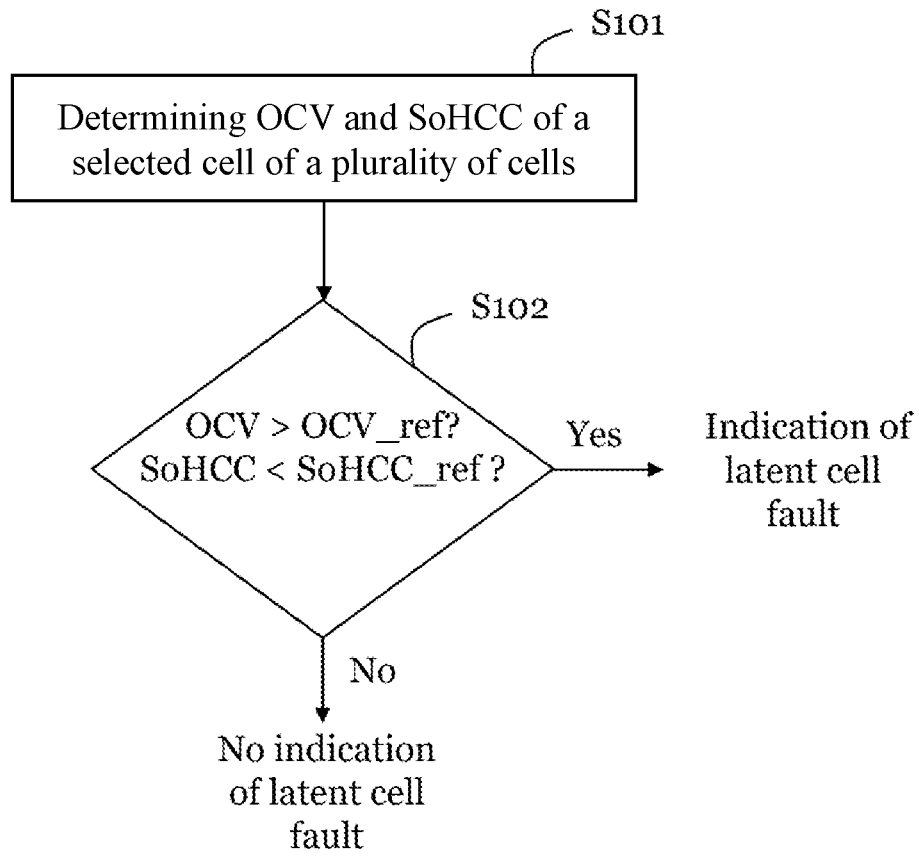 S101
Determining OCV and SoHCC of a
selected cell of a plurality of cells
S102
OCV > OCV_ref?
SoHCC < SoHCC_ref ?
Yes
Indication of
latent cell
fault
No
No indication
of latent cell
fault